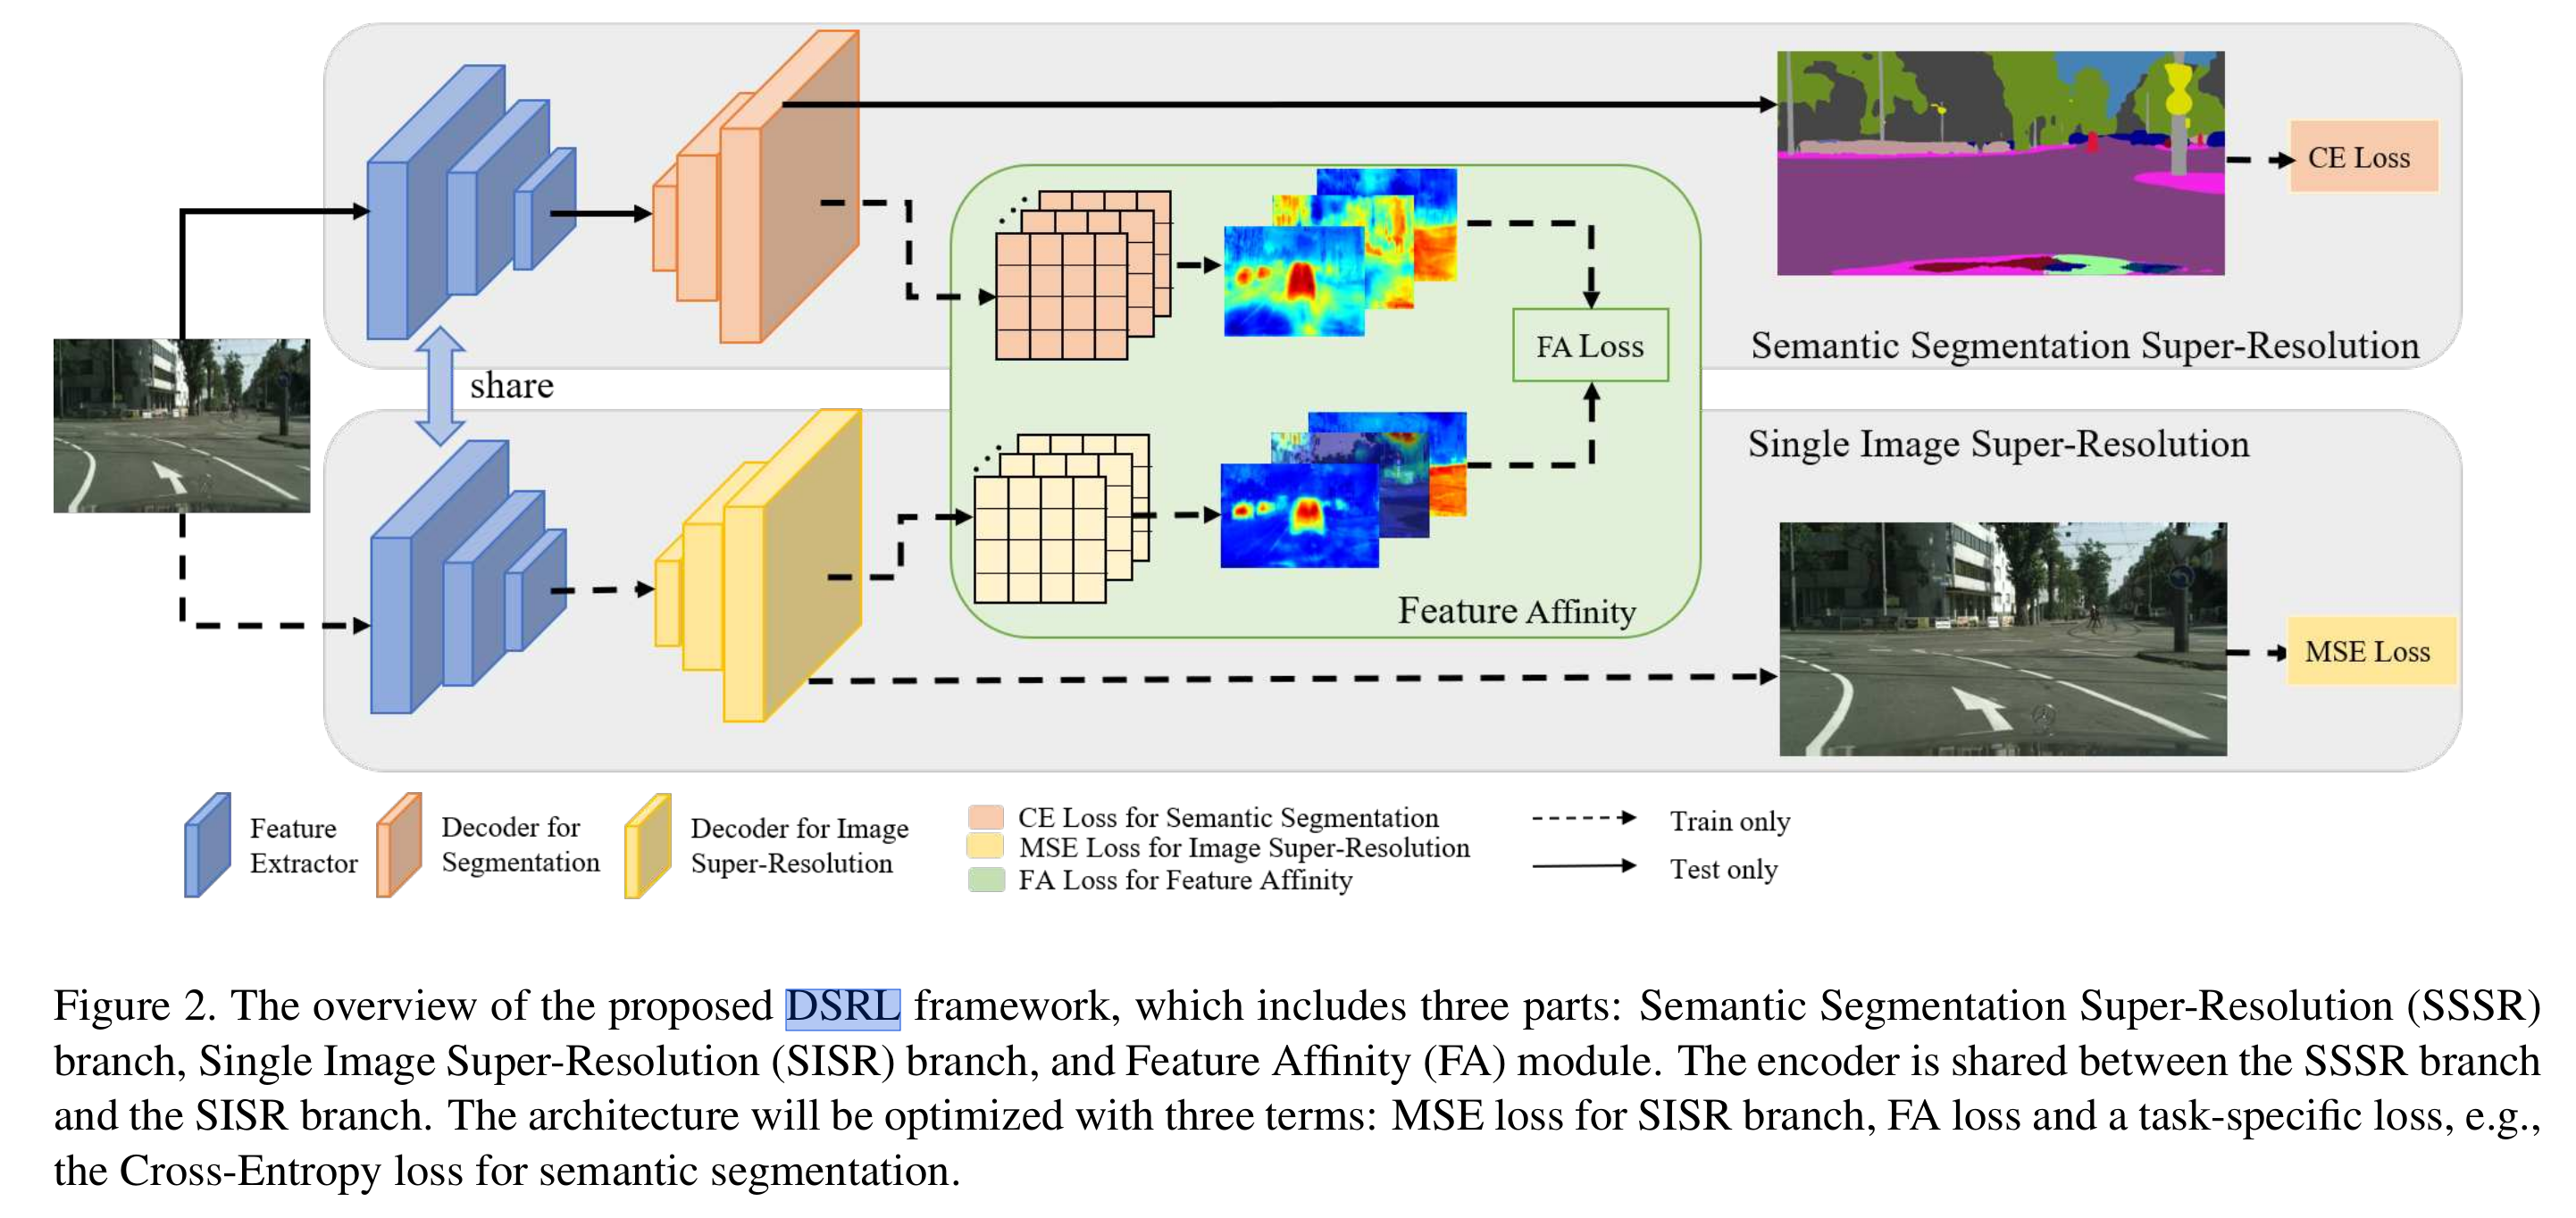 CE Loss
FA Loss
Semantic Segmentation Super-Resolution
share
Single Image Super-Resolution
Feature Affinity
MSE Loss
Feature
Extractor
Decoder for
Segmentation
Decoder for Image
Super-Resolution
CE Loss for Semantic Segmentation
MSE Loss for Image Super-Resolution
FA Loss for Feature Affinity
Train only
Test only
Figure 2. The overview of the proposed DSRL framework, which includes three parts: Semantic Segmentation Super-Resolution (SSSR)
branch, Single Image Super-Resolution (SISR) branch, and Feature Affinity (FA) module. The encoder is shared between the SSSR branch
and the SISR branch. The architecture will be optimized with three terms: MSE loss for SISR branch, FA loss and a task-specific loss, e.g.,
the Cross-Entropy loss for semantic segmentation.